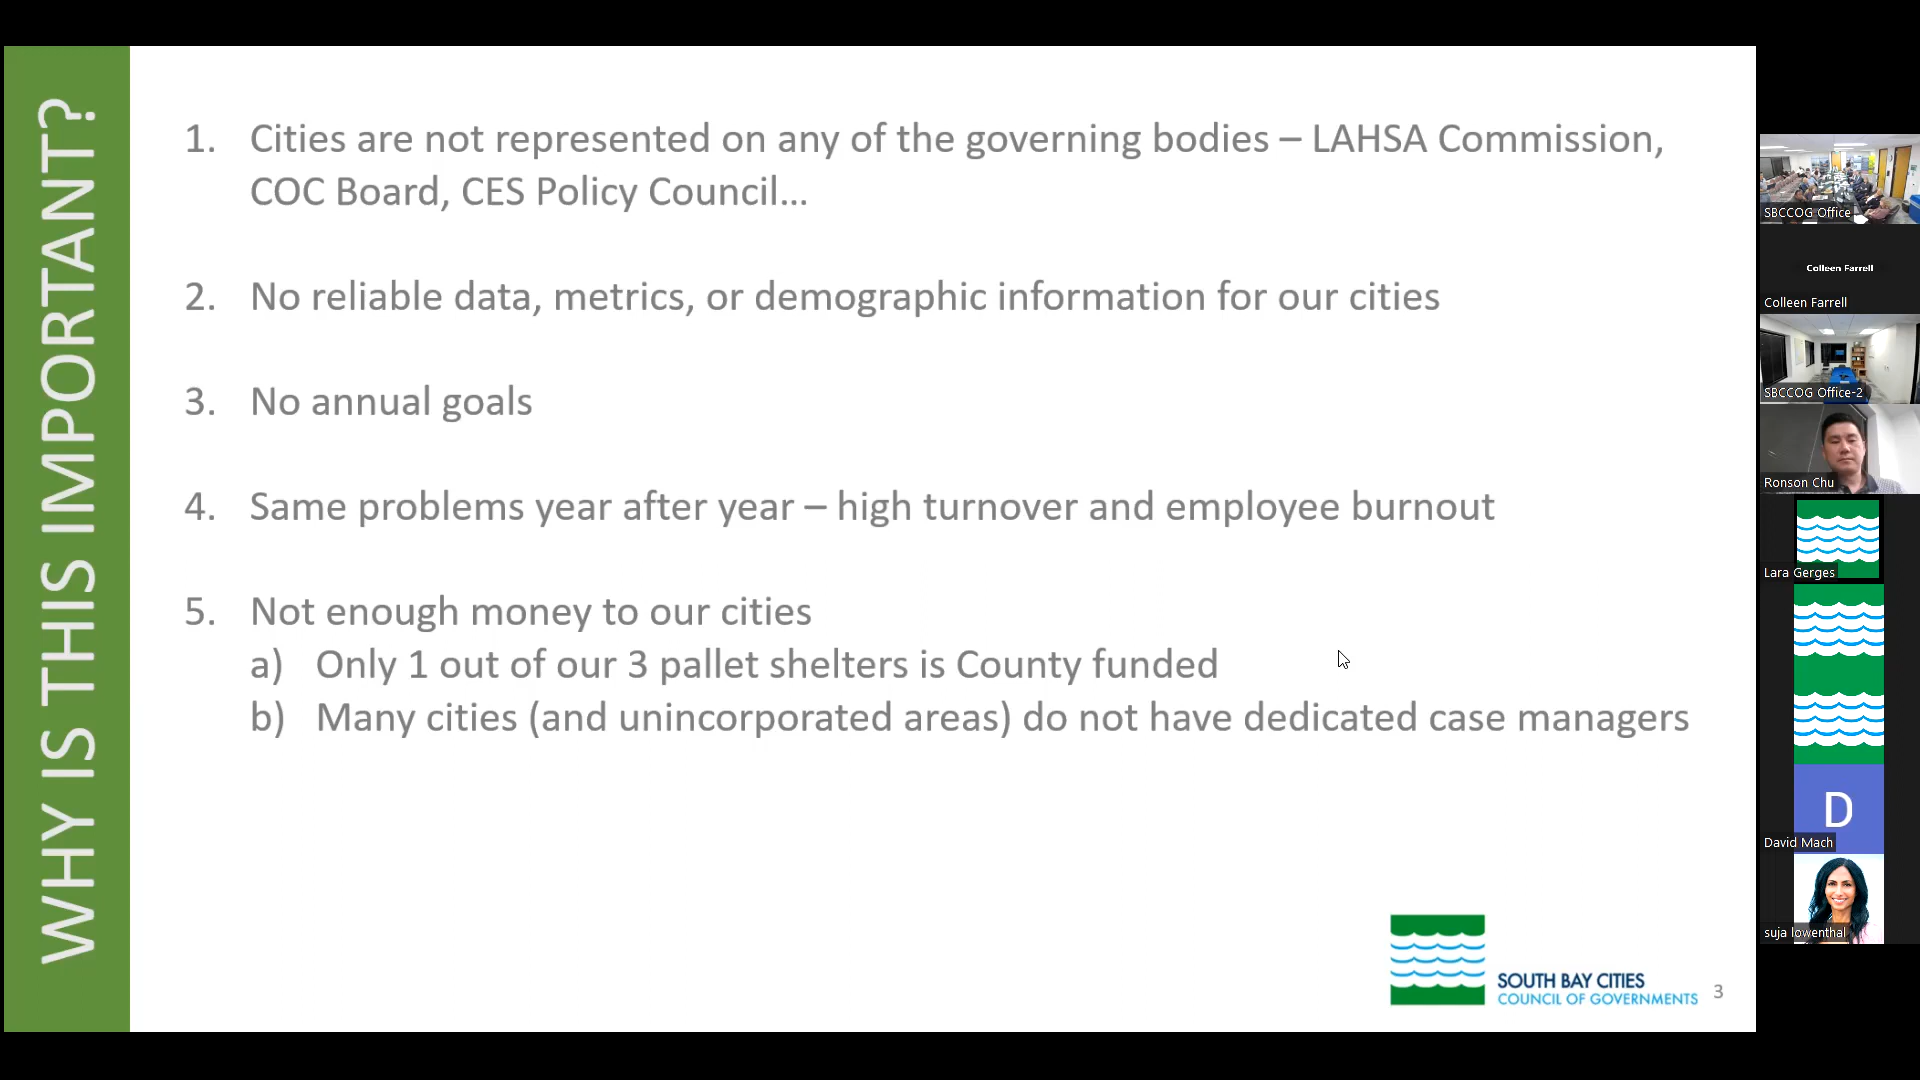 WHY IS THIS IMPORTANT?
1. Cities are not represented on any of the governing bodies – LAHSA Commission,
COC Board, CES Policy Council...
2. No reliable data, metrics, or demographic information for our cities
3. No annual goals
4. Same problems year after year – high turnover and employee burnout
5. Not enough money to our cities
a) Only 1 out of our 3 pallet shelters is County funded
b) Many cities (and unincorporated areas) do not have dedicated case managers
SOUTH BAY CITIES
COUNCIL OF GOVERNMENTS
3
SBCCOG Office
Colleen Farrell
Colleen Farrell
SBCCOG Office-2
Ronson Chu
Lara Gerges
D
David Mach
suja lowenthal